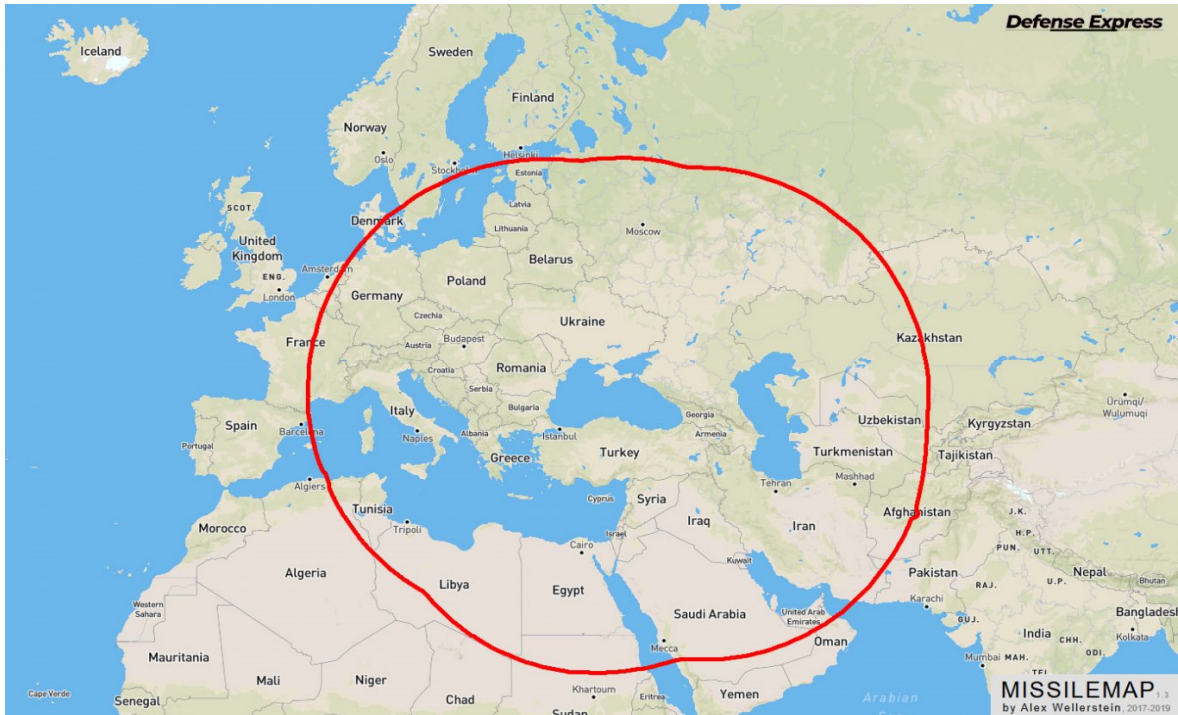 Defense Express
Iceland
Sweden
Finland
Norway
Oslo
Helsinki
Stockholm
Estonia
SCOT.
Latvia
Denmark
Lithuania
Moscow
United
Kingdom
ENG.
London
Amsterdam
Belarus
Poland
Germany
Czechia
Ukraine
Kazakhstan
France
Austria
Budapest
Croatia
Romania
Serbia
Italy
Bulgaria
Georgia
Ürümqi/
Wulumuqi
Spain
Barcelona
Portugal
Naples
Albania
Istanbul
Armenia
Uzbekistan
Kyrgyzstan
Greece
Turkey
Turkmenistan
Tajikistan
Algiers
Tunisia
Cyprus
Syria
Tehran
Mashhad
Morocco
Tripoli
Iraq
Iran
Afghanistan
J.K.
H.P.
Israel
Cairo
Kuwait
PUN.
UTT.
Algeria
Libya
Egypt
Pakistan
Nepal
Bhutan
RAJ.
U.P.
Western
Sahara
Saudi Arabia
United Arab
Emirates
Karachi
Bangladesh
GUJ.
India
CHH.
Kolkata
Oman
Mecca
Mauritania
Mali
Niger
Chad
Khartoum
Sudan
Eritrea
Yemen
Mumbai
MAH.
ODI.
TEL
Cape Verde
Senegal
Arabian
MISSILEMAP 1.3
by Alex Wellerstein, 2017-2019